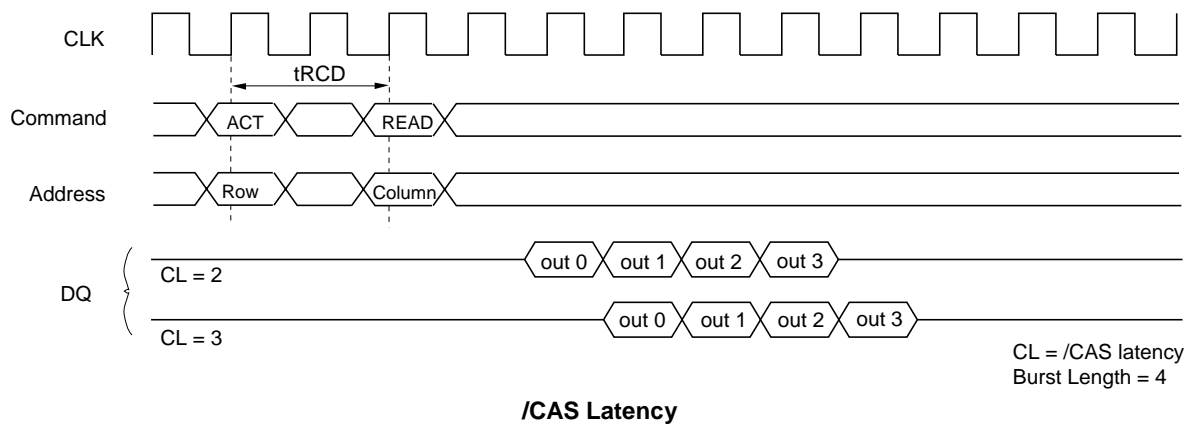 CLK
tRCD
Command
ACT
READ
Address
Row
Column
DQ
CL = 2
out 0
out 1
out 2
out 3
CL = 3
out 0
out 1
out 2
out 3
CL = /CAS latency
Burst Length = 4
/CAS Latency